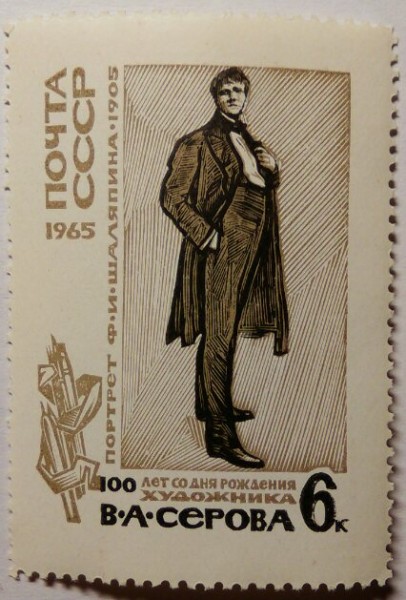 ПОЧТА
СССР
1965
ПОРТРЕТ Ф·И·ШАЛЯПИНА·1905
100 ЛЕТ СО ДНЯ РОЖДЕНИЯ
ХУДОЖНИКА
В·А·СЕРОВА 6к